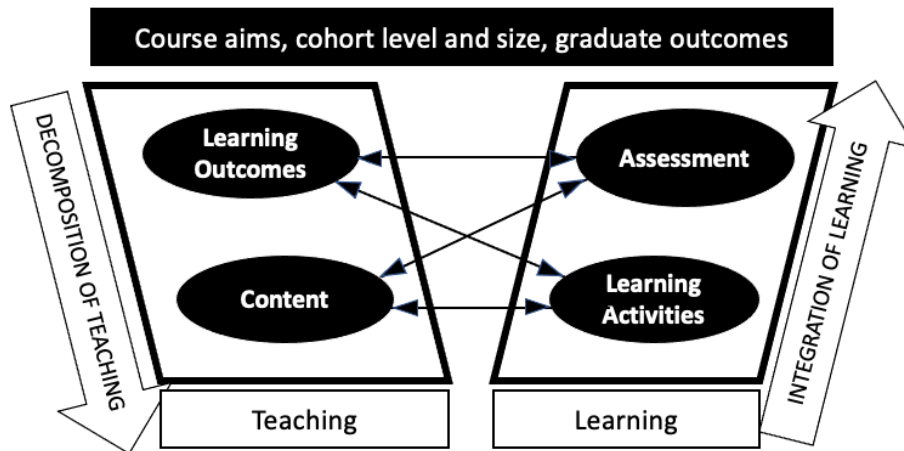 Course aims, cohort level and size, graduate outcomes
DECOMPOSITION OF TEACHING
Learning
Outcomes
Content
Assessment
Learning
Activities
INTEGRATION OF LEARNING
Teaching
Learning